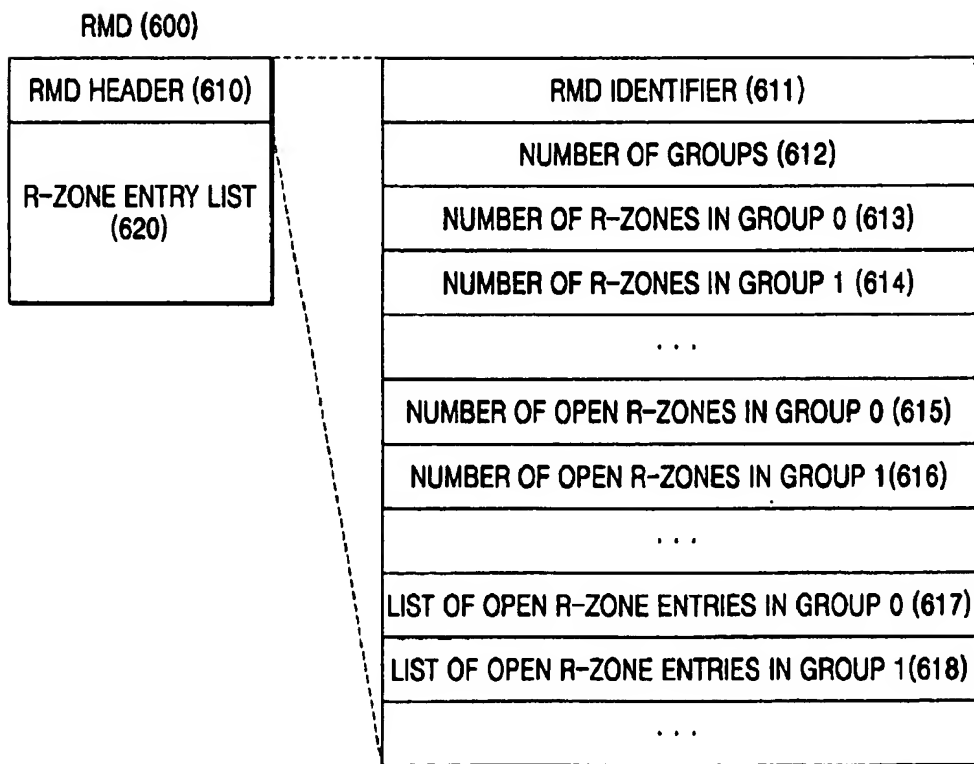 RMD (600)
RMD HEADER (610)
R-ZONE ENTRY LIST
(620)
RMD IDENTIFIER (611)
NUMBER OF GROUPS (612)
NUMBER OF R-ZONES IN GROUP 0 (613)
NUMBER OF R-ZONES IN GROUP 1 (614)
. . .
NUMBER OF OPEN R-ZONES IN GROUP 0 (615)
NUMBER OF OPEN R-ZONES IN GROUP 1(616)
. . .
LIST OF OPEN R-ZONE ENTRIES IN GROUP 0 (617)
LIST OF OPEN R-ZONE ENTRIES IN GROUP 1(618)
. . .